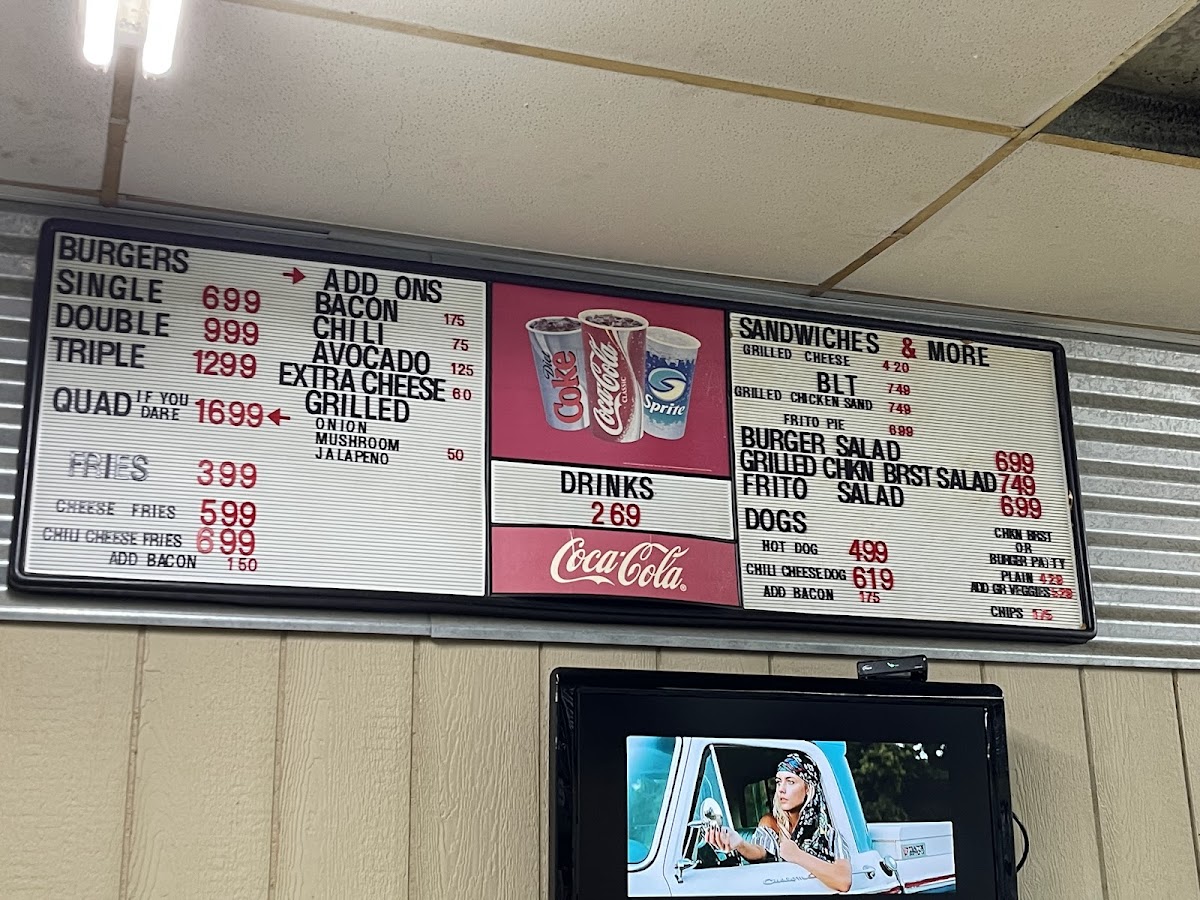 BURGERS
SINGLE 699
DOUBLE 999
TRIPLE 1299
QUAD IF YOU DARE 1699
FRIES 399
CHEESE FRIES 599
CHILI CHEESE FRIES 699
ADD BACON 150
ADD ONS
BACON 175
CHILI 75
AVOCADO 125
EXTRA CHEESE 60
GRILLED
ONION
MUSHROOM
JALAPENO 50
Diet Coke
Coca-Cola CLASSIC
Sprite
DRINKS
269
Coca-Cola®
SANDWICHES & MORE
GRILLED CHEESE 420
BLT 749
GRILLED CHICKEN SAND 749
FRITO PIE 699
BURGER SALAD 699
GRILLED CHKN BRST SALAD 749
FRITO SALAD 699
DOGS
HOT DOG 499
CHILI CHEESE DOG 619
ADD BACON 175
CHKN BRST
OR
BURGER PATTY
PLAIN 429
ADD GR VEGGIES 529
CHIPS 175